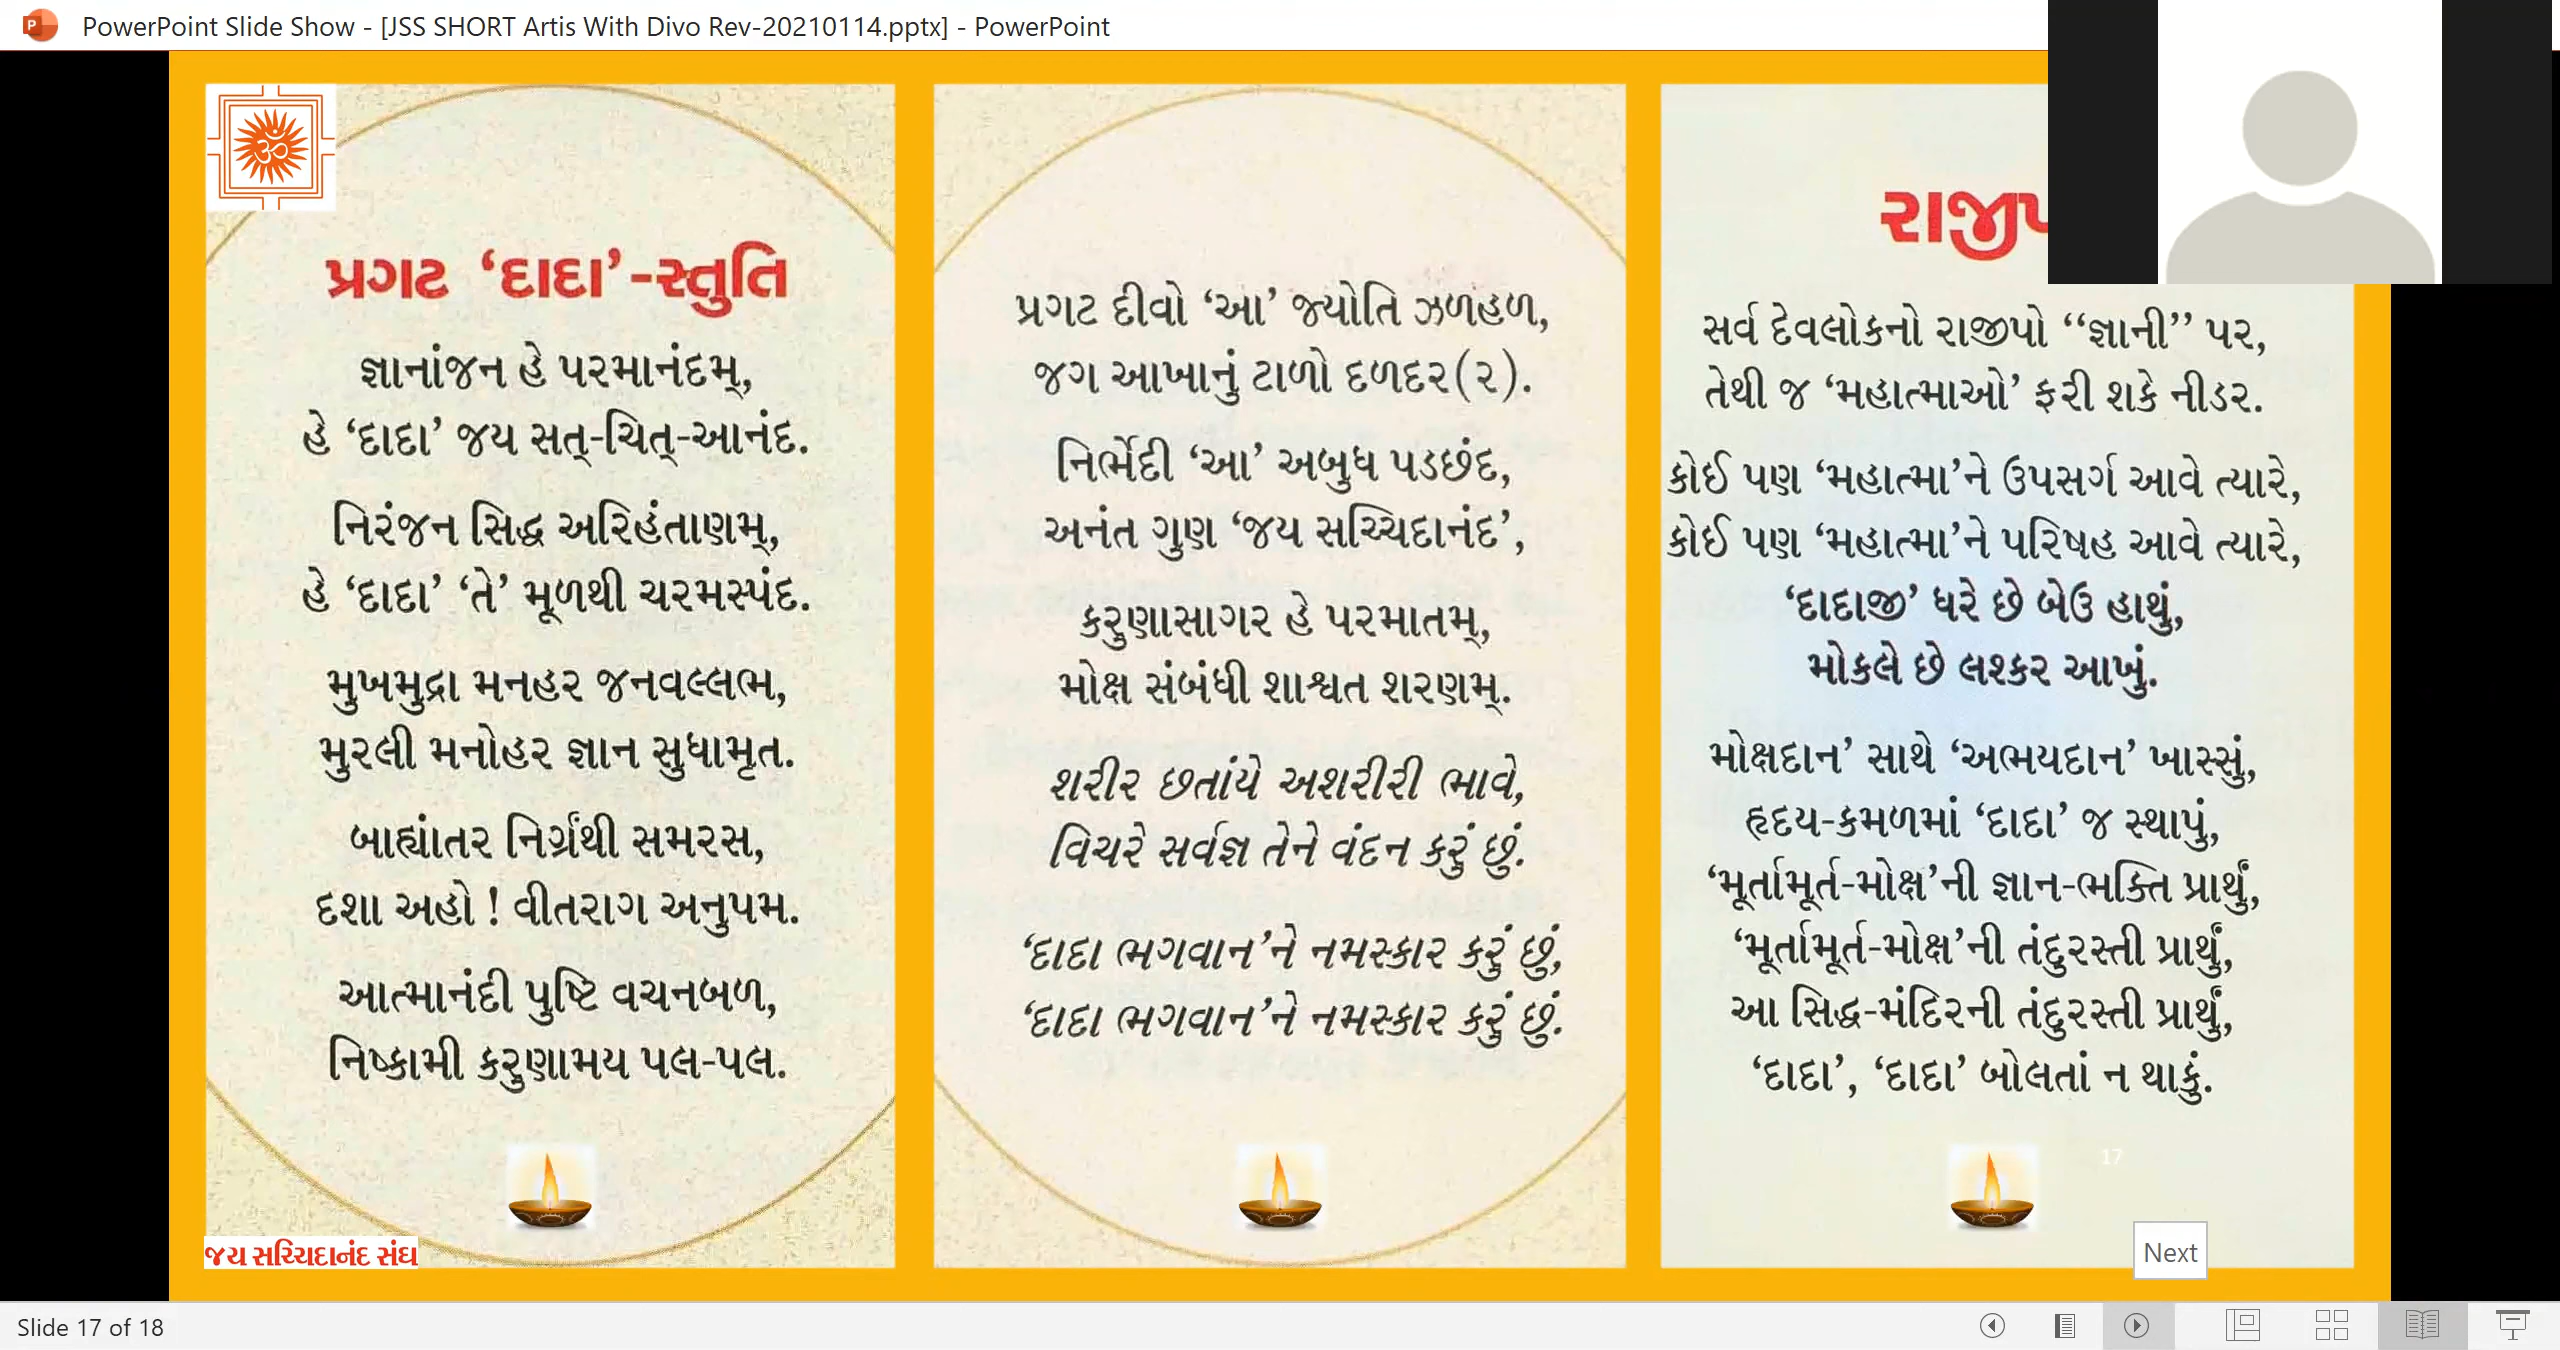 PowerPoint Slide Show - [JSS SHORT Artis With Divo Rev-20210114.pptx] - PowerPoint
પ્રગટ ‘દાદા’-સ્તુતિ
જ્ઞાનાંજન હે પરમાનંદમ્,
હે ‘દાદા’ જય સત્-ચિત્-આનંદ.
નિરંજન સિદ્ધ અરિહંતાણમ્,
હે ‘દાદા’ ‘તે’ મૂળથી ચરમસ્પંદ.
મુખમુદ્રા મનહર જનવલ્લભ,
મુરલી મનોહર જ્ઞાન સુધામૃત.
બાહ્યાંતર નિર્ગ્રંથી સમરસ,
દશા અહો ! વીતરાગ અનુપમ.
આત્માનંદી પુષ્ટિ વચનબળ,
નિષ્કામી કરુણામય પલ-પલ.
જય સચ્ચિદાનંદ સંઘ
પ્રગટ દીવો ‘આ’ જ્યોતિ ઝળહળ,
જગ આખાનું ટાળો દળદર(૨).
નિર્ભેદી ‘આ’ અબુધ પડછંદ,
અનંત ગુણ ‘જય સચ્ચિદાનંદ’,
કરુણાસાગર હે પરમાતમ્,
મોક્ષ સંબંધી શાશ્વત શરણમ્.
શરીર છતાંયે અશરીરી ભાવે,
વિચરે સર્વજ્ઞ તેને વંદન કરું છું.
‘દાદા ભગવાન’ને નમસ્કાર કરું છું,
‘દાદા ભગવાન’ને નમસ્કાર કરું છું.
સર્વ દેવલોકનો રાજીપો ‘‘જ્ઞાની’’ પર,
તેથી જ ‘મહાત્માઓ’ ફરી શકે નીડર.
કોઈ પણ ‘મહાત્મા’ને ઉપસર્ગ આવે ત્યારે,
કોઈ પણ ‘મહાત્મા’ને પરિષહ આવે ત્યારે,
‘દાદાજી’ ધરે છે બેઉ હાથું,
મોકલે છે લશ્કર આખું.
મોક્ષદાન’ સાથે ‘અભયદાન’ ખાસ્સું,
હૃદય-કમળમાં ‘દાદા’ જ સ્થાપું,
‘મૂર્તામૂર્ત-મોક્ષ’ની જ્ઞાન-ભક્તિ પ્રાર્થું,
‘મૂર્તામૂર્ત-મોક્ષ’ની તંદુરસ્તી પ્રાર્થું,
આ સિદ્ધ-મંદિરની તંદુરસ્તી પ્રાર્થું,
‘દાદા’, ‘દાદા’ બોલતાં ન થાકું.
17
Next
Slide 17 of 18